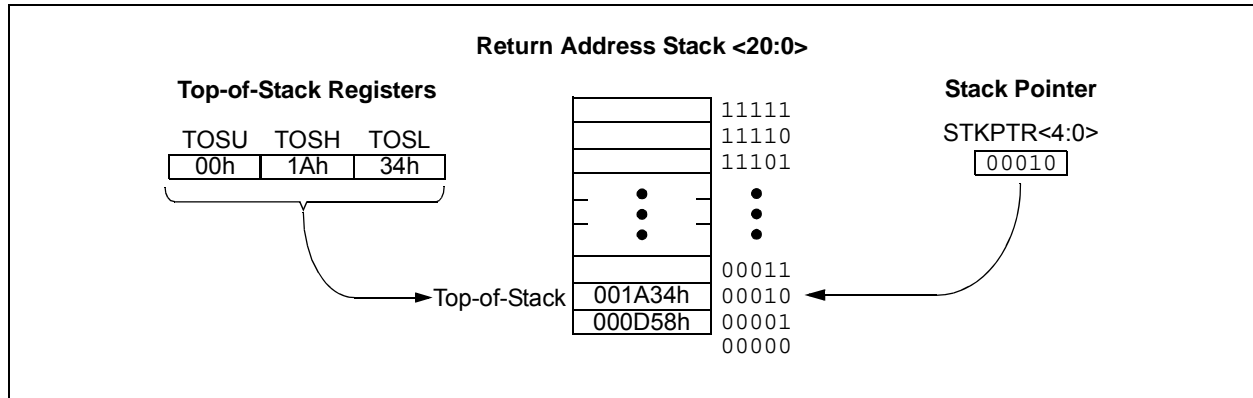 Return Address Stack <20:0>
Top-of-Stack Registers
TOSU TOSH TOSL
00h 1Ah 34h
11111
11110
11101
00011
Top-of-Stack 001A34h 00010
000D58h 00001
00000
Stack Pointer
STKPTR<4:0>
00010